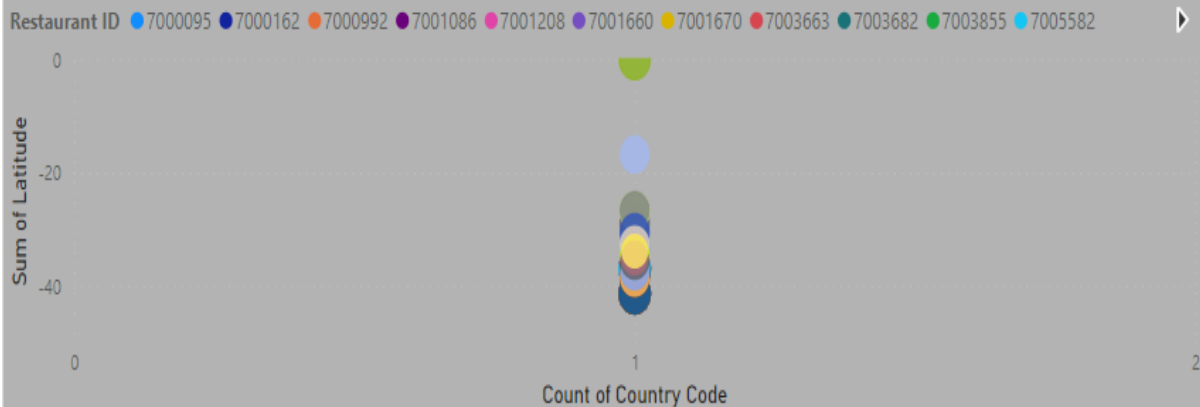 Restaurant ID 7000095 7000162 7000992 7001086 7001208 7001660 7001670 7003663 7003682 7003855 7005582
0
-20
-40
Sum of Latitude
0 1 2
Count of Country Code